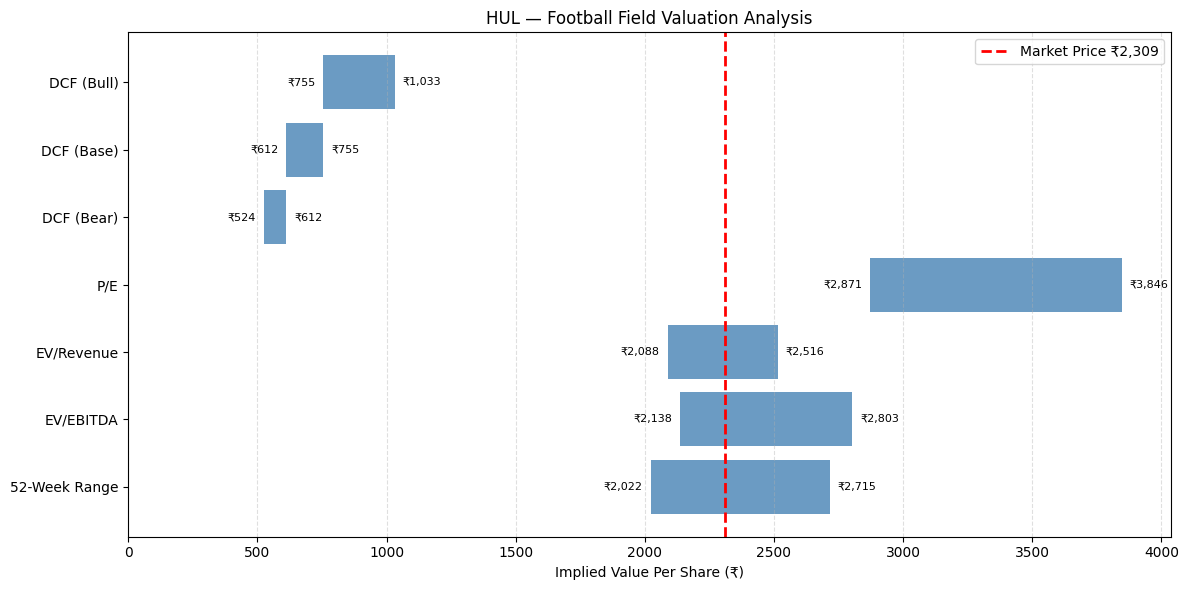 HUL — Football Field Valuation Analysis
Market Price ₹2,309
DCF (Bull)
₹755
₹1,033
DCF (Base)
₹612
₹755
DCF (Bear)
₹524
₹612
P/E
₹2,871
₹3,846
EV/Revenue
₹2,088
₹2,516
EV/EBITDA
₹2,138
₹2,803
52-Week Range
₹2,022
₹2,715
0 500 1000 1500 2000 2500 3000 3500 4000
Implied Value Per Share (₹)